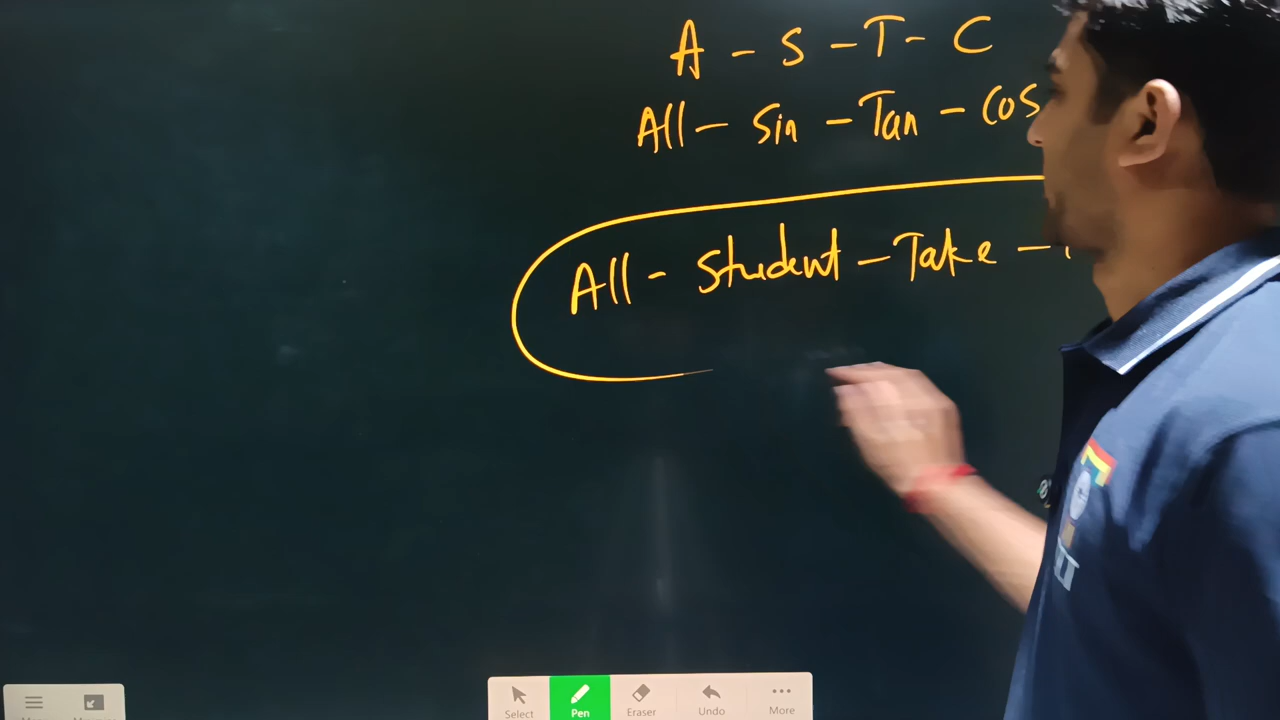 A - S - T - C
All - Sin - Tan - Cos
All - Student - Take -
Select
Pen
Eraser
Undo
More